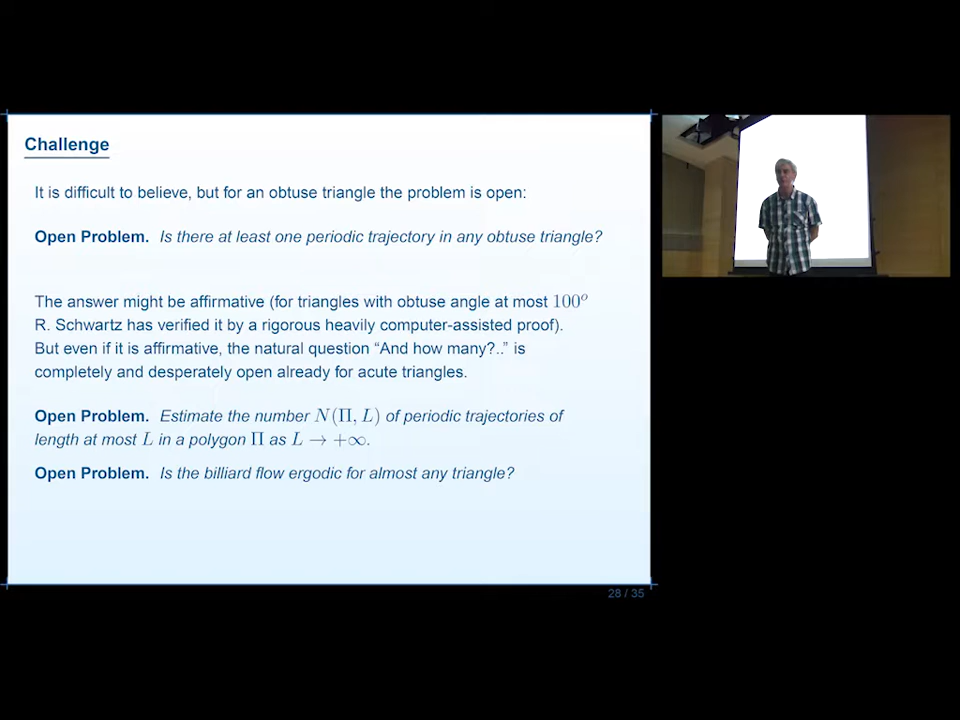 Challenge
It is difficult to believe, but for an obtuse triangle the problem is open:
Open Problem. Is there at least one periodic trajectory in any obtuse triangle?
The answer might be affirmative (for triangles with obtuse angle at most 100°
R. Schwartz has verified it by a rigorous heavily computer-assisted proof).
But even if it is affirmative, the natural question “And how many?..” is
completely and desperately open already for acute triangles.
Open Problem. Estimate the number N(Π, L) of periodic trajectories of
length at most L in a polygon Π as L → +∞.
Open Problem. Is the billiard flow ergodic for almost any triangle?
28 / 35